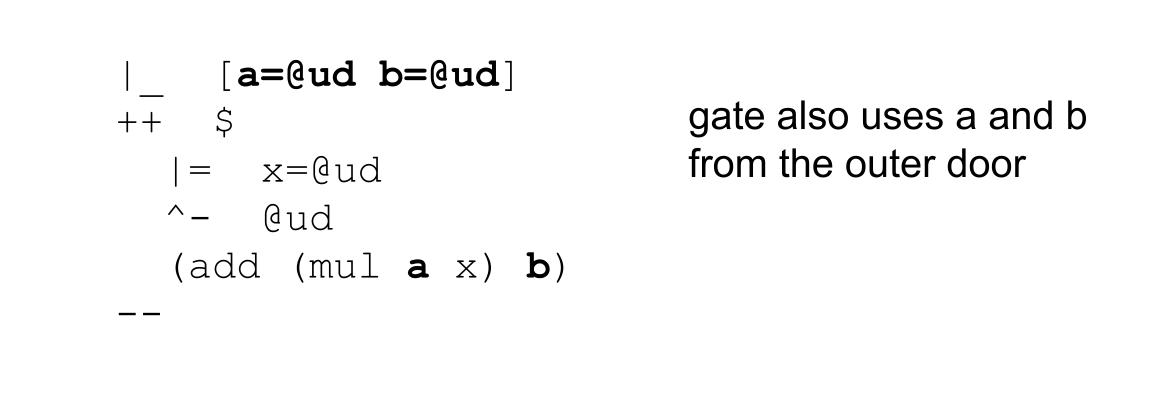 |_  [a=@ud b=@ud]
++  $
  |=  x=@ud
  ^-  @ud
  (add (mul a x) b)
--
gate also uses a and b
from the outer door